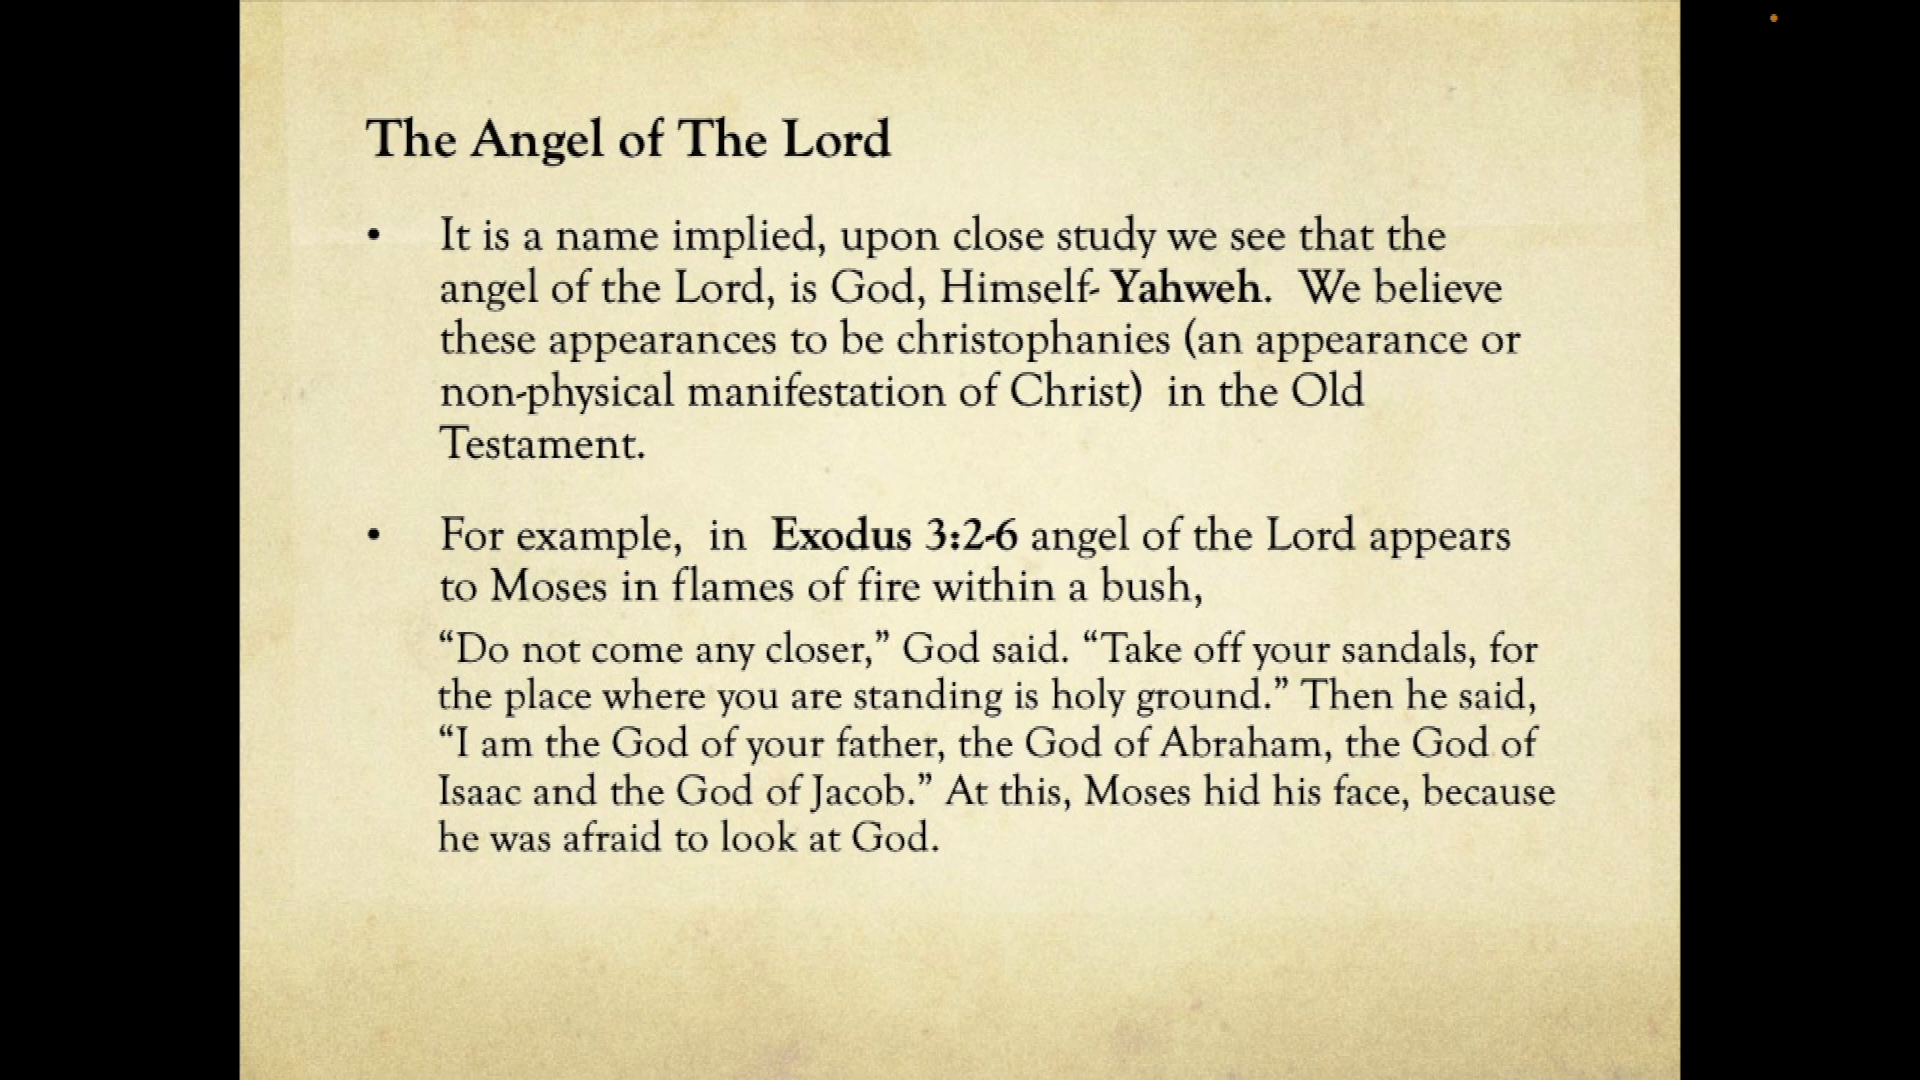 The Angel of The Lord
• It is a name implied, upon close study we see that the
angel of the Lord, is God, Himself- Yahweh.  We believe
these appearances to be christophanies (an appearance or
non-physical manifestation of Christ)  in the Old
Testament.
• For example,  in  Exodus 3:2-6 angel of the Lord appears
to Moses in flames of fire within a bush,
“Do not come any closer,” God said. “Take off your sandals, for
the place where you are standing is holy ground.” Then he said,
“I am the God of your father, the God of Abraham, the God of
Isaac and the God of Jacob.” At this, Moses hid his face, because
he was afraid to look at God.